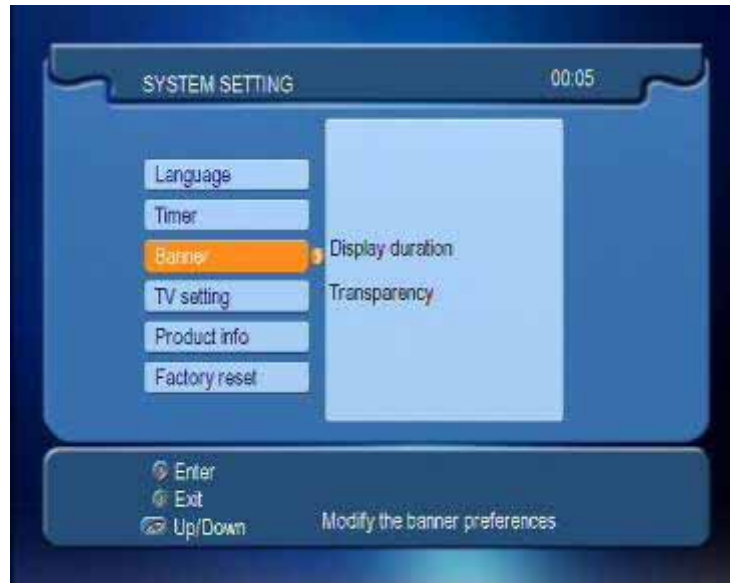 SYSTEM SETTING 00:05
Language
Timer
Banner
Display duration
TV setting
Transparency
Product info
Factory reset
Enter
Exit
Up/Down
Modify the banner preferences